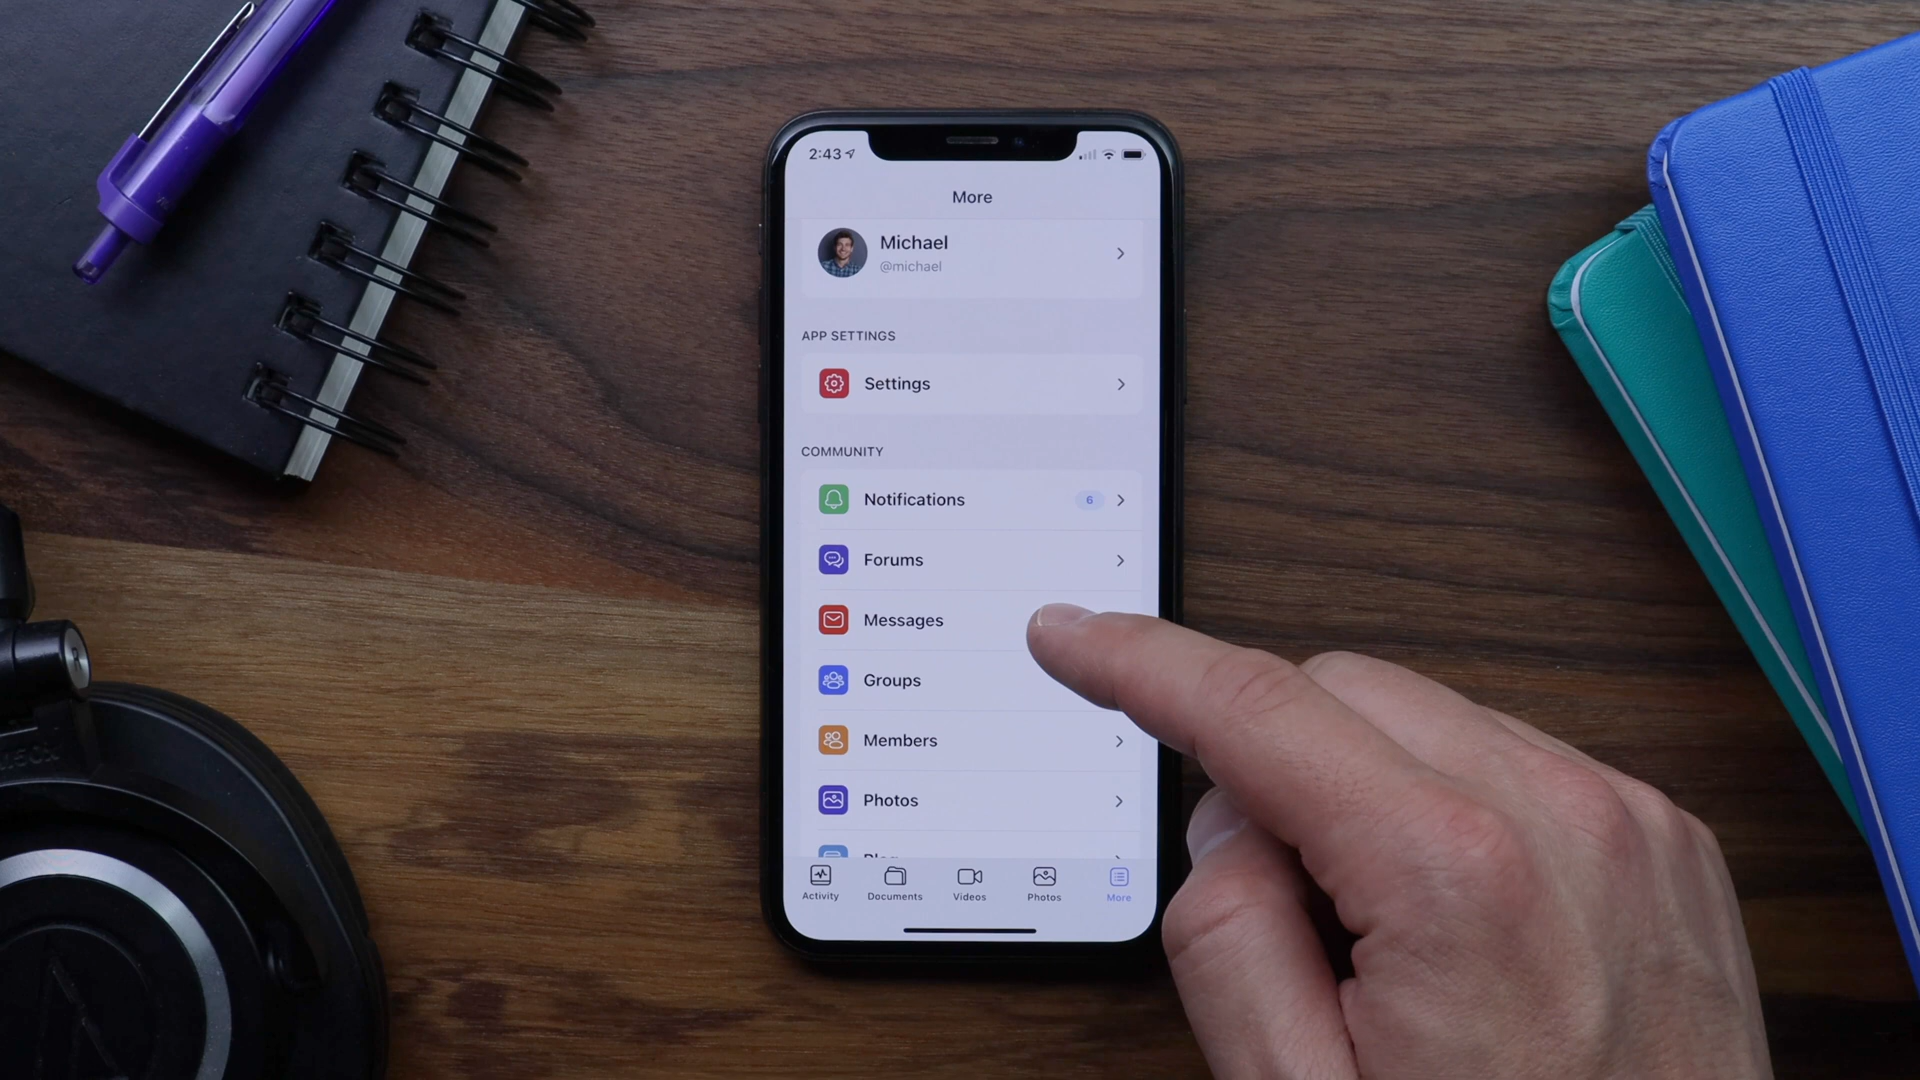 2:43
More
Michael
@michael
APP SETTINGS
Settings
COMMUNITY
Notifications 6
Forums
Messages
Groups
Members
Photos
Activity Documents Videos Photos More
R